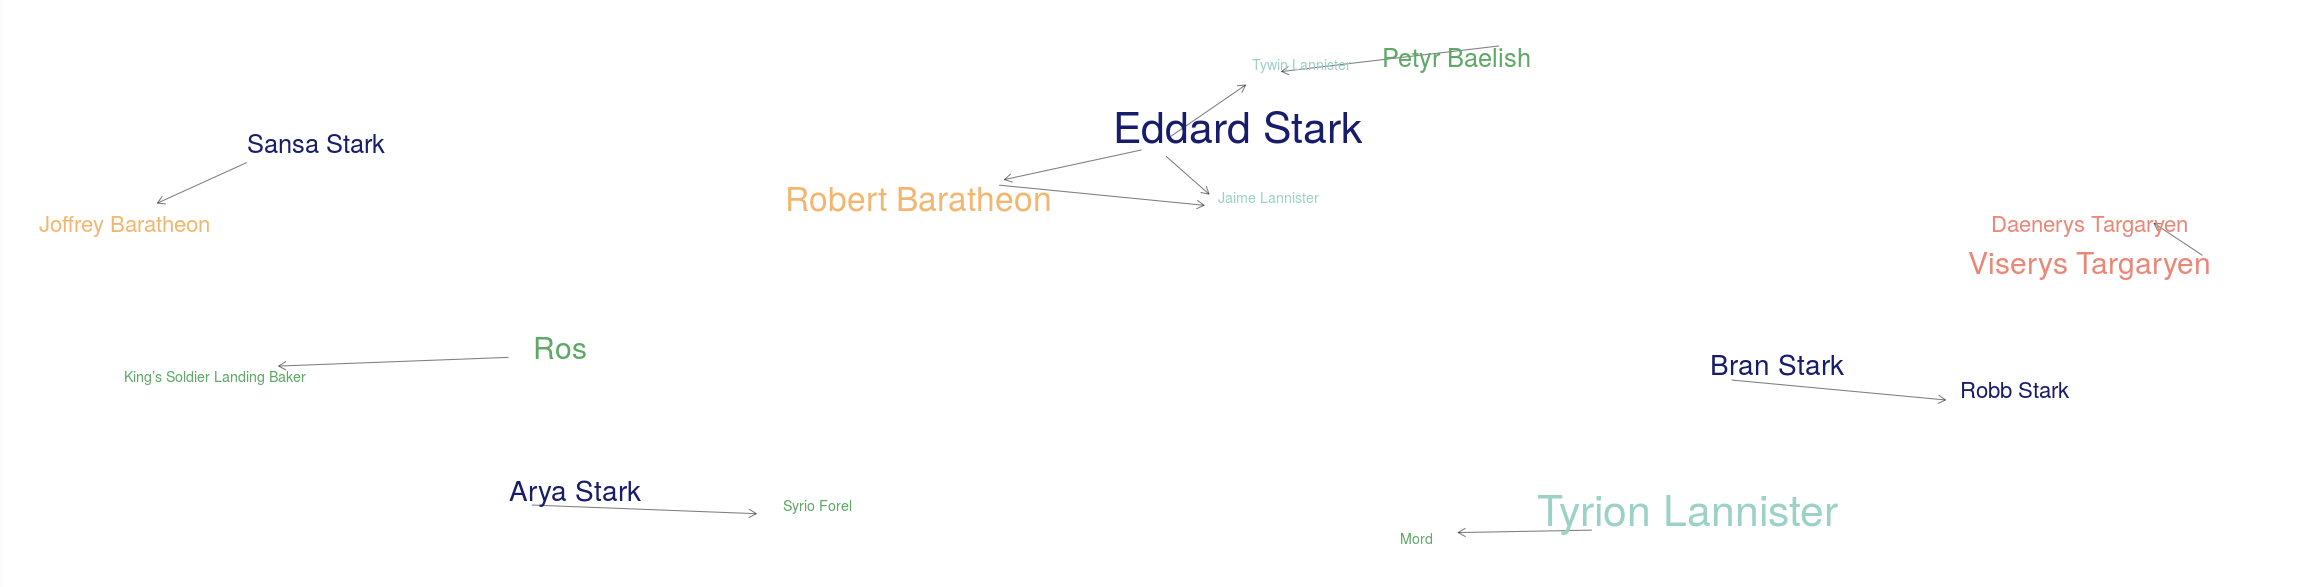 Petyr Baelish
Tywin Lannister
Eddard Stark
Sansa Stark
Robert Baratheon
Jaime Lannister
Joffrey Baratheon
Daenerys Targaryen
Viserys Targaryen
Ros
King's Soldier Landing Baker
Bran Stark
Robb Stark
Arya Stark
Syrio Forel
Tyrion Lannister
Mord